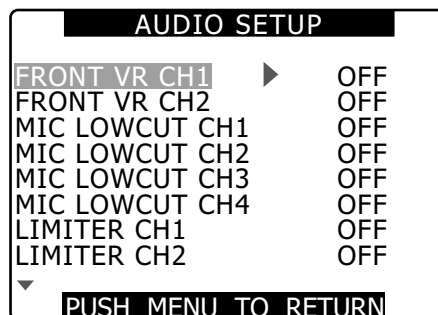 AUDIO SETUP
FRONT VR CH1 OFF
FRONT VR CH2 OFF
MIC LOWCUT CH1 OFF
MIC LOWCUT CH2 OFF
MIC LOWCUT CH3 OFF
MIC LOWCUT CH4 OFF
LIMITER CH1 OFF
LIMITER CH2 OFF
PUSH MENU TO RETURN